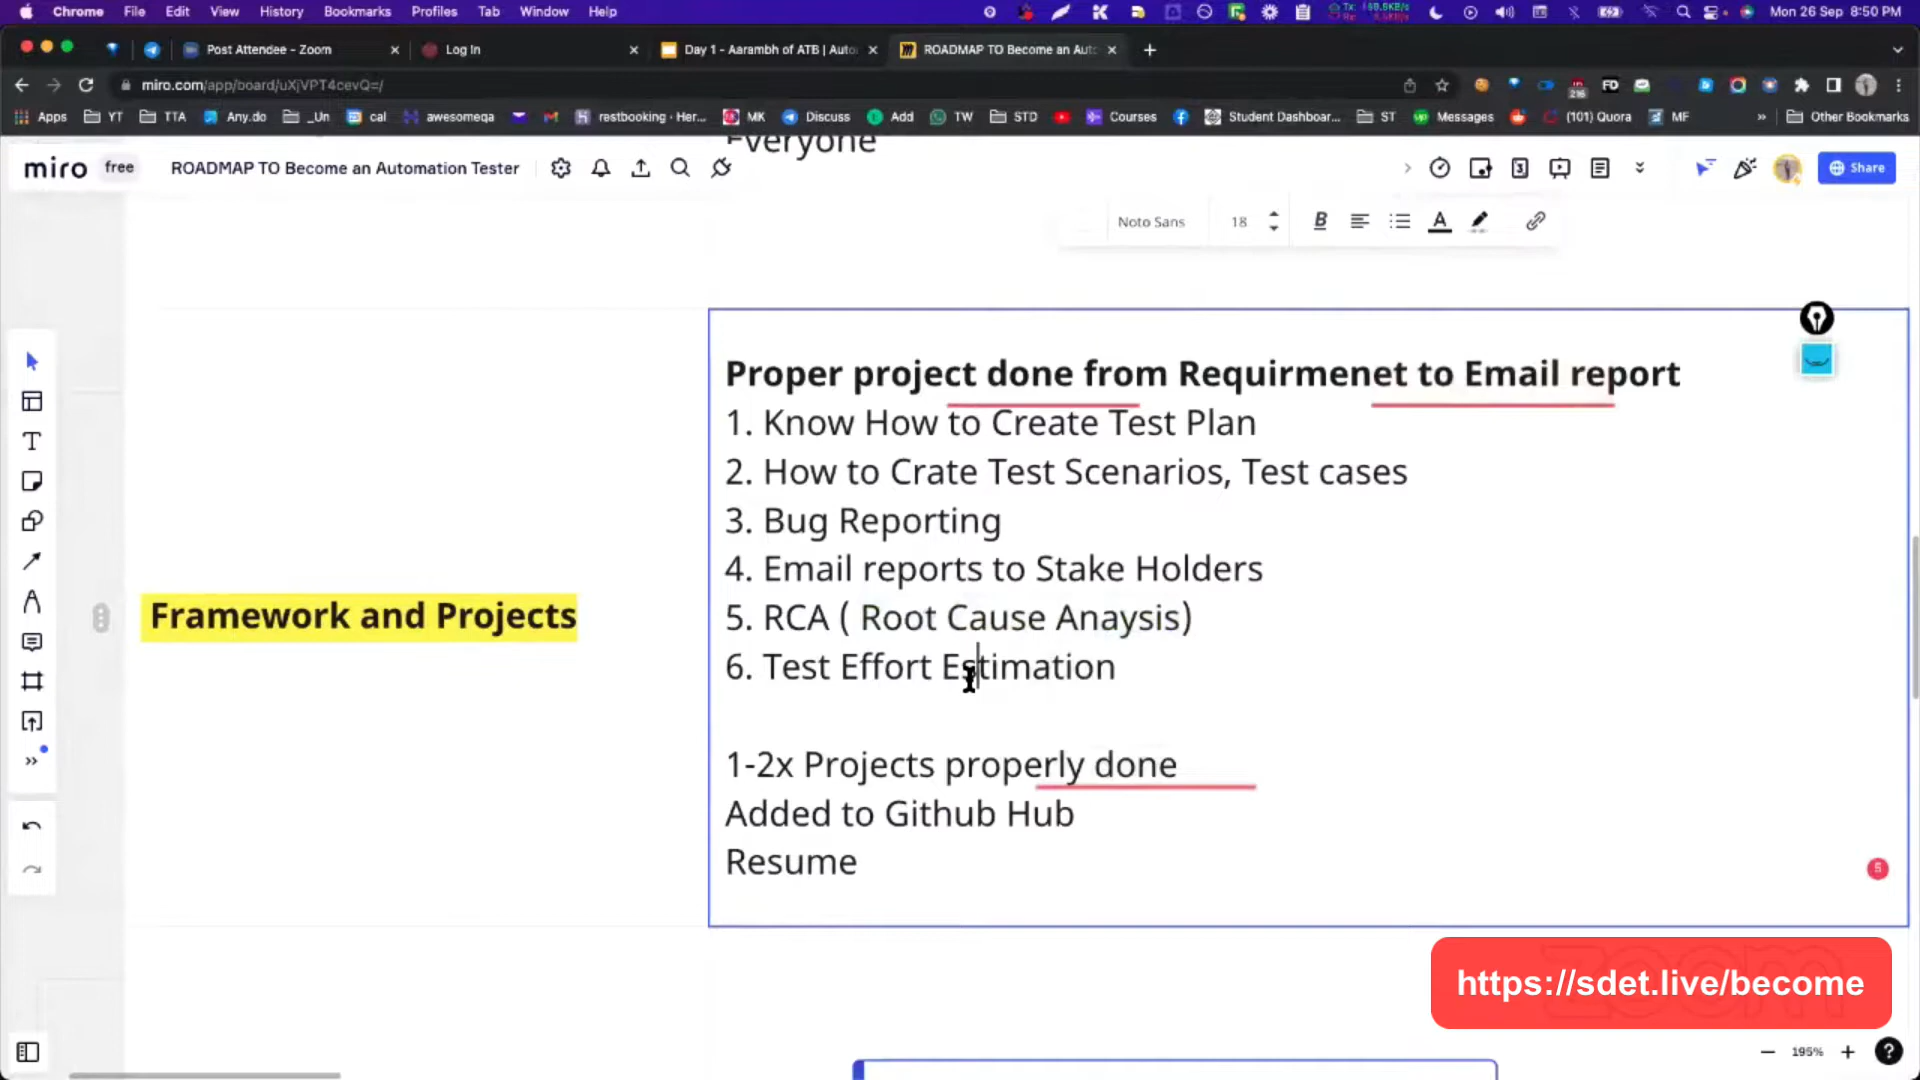 Chrome File Edit View History Bookmarks Profiles Tab Window Help Mon 26 Sep 8:50 PM
Post Attendee - Zoom Log In Day 1 - Aarambh of ATB | Auto ROADMAP TO Become an Aut
miro.com/app/board/uXjVPT4cevQ=/
Apps YT TTA Any.do _Un cal awesomeqa restbooking · Her... MK Discuss Add TW STD Courses Student Dashboar... ST Messages (101) Quora MF » Other Bookmarks
Everyone
miro free ROADMAP TO Become an Automation Tester Share
Noto Sans 18
Proper project done from Requirmenet to Email report
1. Know How to Create Test Plan
2. How to Crate Test Scenarios, Test cases
3. Bug Reporting
4. Email reports to Stake Holders
Framework and Projects
5. RCA ( Root Cause Anaysis)
6. Test Effort Estimation
1-2x Projects properly done
Added to Github Hub
Resume
5
zoom
https://sdet.live/become
195%